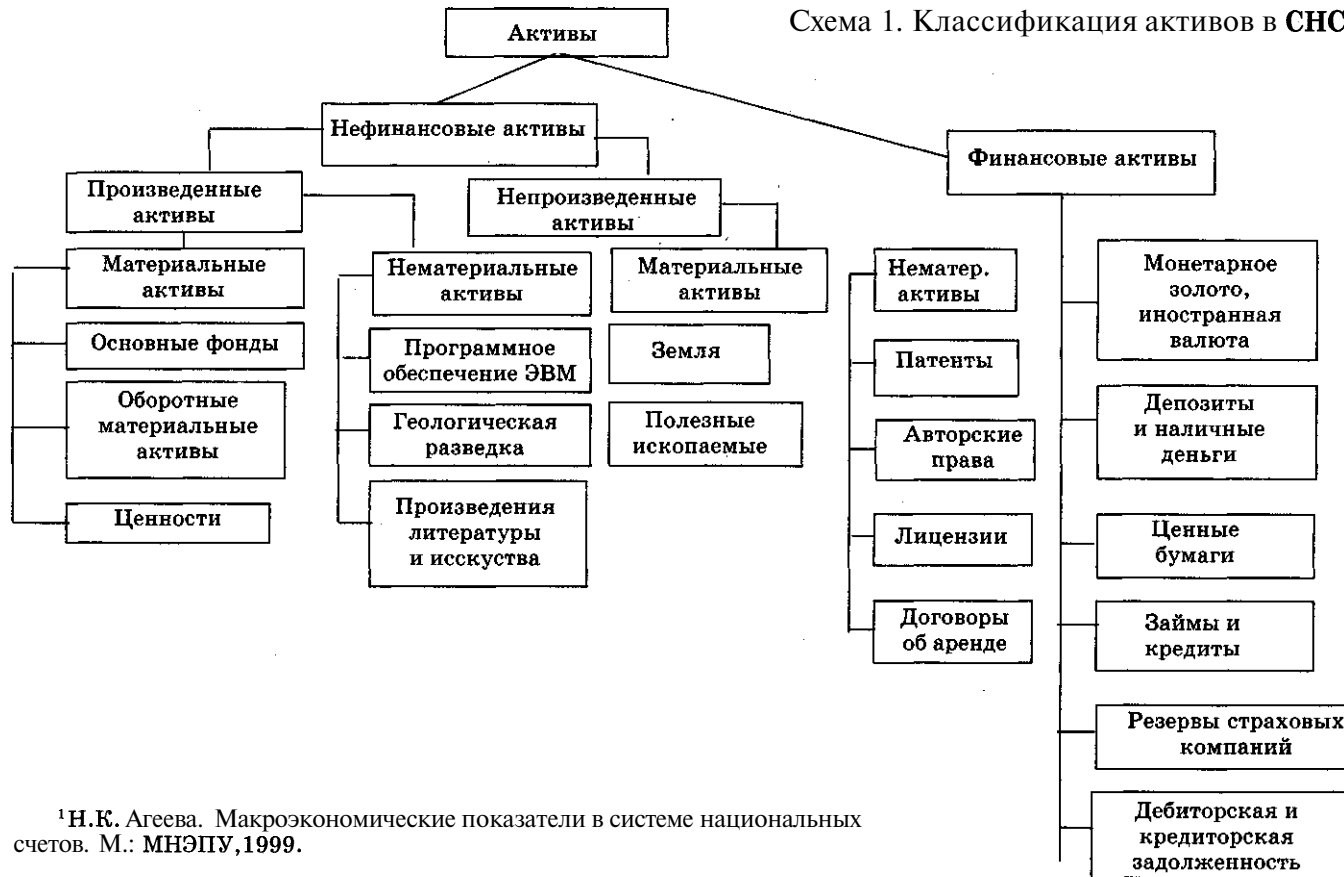 Схема 1. Классификация активов в СНС
Активы
Нефинансовые активы
Финансовые активы
Произведенные
активы
Непроизведенные
активы
Материальные
активы
Основные фонды
Оборотные
материальные
активы
Ценности
Нематериальные
активы
Программное
обеспечение ЭВМ
Геологическая
разведка
Произведения
литературы
и исскуства
Материальные
активы
Земля
Полезные
ископаемые
Нематер.
активы
Патенты
Авторские
права
Лицензии
Договоры
об аренде
Монетарное
золото,
иностранная
валюта
Депозиты
и наличные
деньги
Ценные
бумаги
Займы и
кредиты
Резервы страховых
компаний
Дебиторская и
кредиторская
задолженность
¹Н.К. Агеева. Макроэкономические показатели в системе национальных
счетов. М.: МНЭПУ,1999.